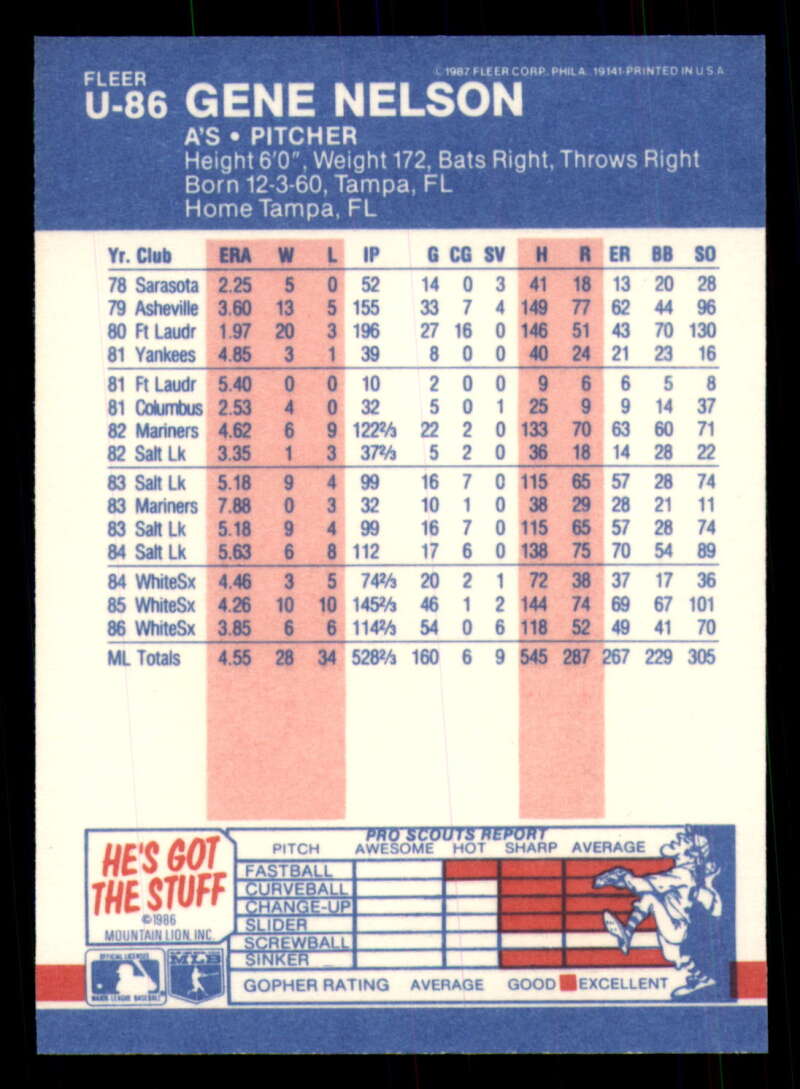 ©1987 FLEER CORP. PHILA. 19141-PRINTED IN U.S.A.
FLEER
U-86 GENE NELSON
A'S • PITCHER
Height 6'0", Weight 172, Bats Right, Throws Right
Born 12-3-60, Tampa, FL
Home Tampa, FL
Yr. Club ERA W L IP G CG SV H R ER BB SO
78 Sarasota 2.25 5 0 52 14 0 3 41 18 13 20 28
79 Asheville 3.60 13 5 155 33 7 4 149 77 62 44 96
80 Ft Laudr 1.97 20 3 196 27 16 0 146 51 43 70 130
81 Yankees 4.85 3 1 39 8 0 0 40 24 21 23 16
81 Ft Laudr 5.40 0 0 10 2 0 0 9 6 6 5 8
81 Columbus 2.53 4 0 32 5 0 1 25 9 9 14 37
82 Mariners 4.62 6 9 122⅔ 22 2 0 133 70 63 60 71
82 Salt Lk 3.35 1 3 37⅔ 5 2 0 36 18 14 28 22
83 Salt Lk 5.18 9 4 99 16 7 0 115 65 57 28 74
83 Mariners 7.88 0 3 32 10 1 0 38 29 28 21 11
83 Salt Lk 5.18 9 4 99 16 7 0 115 65 57 28 74
84 Salt Lk 5.63 6 8 112 17 6 0 138 75 70 54 89
84 WhiteSx 4.46 3 5 74⅔ 20 2 1 72 38 37 17 36
85 WhiteSx 4.26 10 10 145⅔ 46 1 2 144 74 69 67 101
86 WhiteSx 3.85 6 6 114⅔ 54 0 6 118 52 49 41 70
ML Totals 4.55 28 34 528⅔ 160 6 9 545 287 267 229 305
HE'S GOT
THE STUFF
©1986
MOUNTAIN LION, INC.
PRO SCOUTS REPORT
PITCH AWESOME HOT SHARP AVERAGE
FASTBALL
CURVEBALL
CHANGE-UP
SLIDER
SCREWBALL
SINKER
GOPHER RATING AVERAGE GOOD EXCELLENT
OFFICIAL LICENSEE
MAJOR LEAGUE BASEBALL
MLB